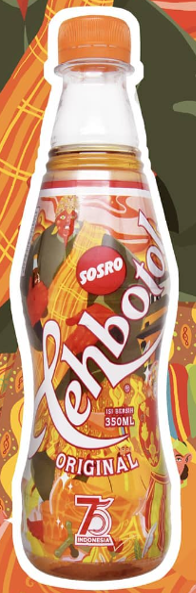 SOSRO
Tehbotol
ISI BERSIH
350ML
ORIGINAL
75
INDONESIA